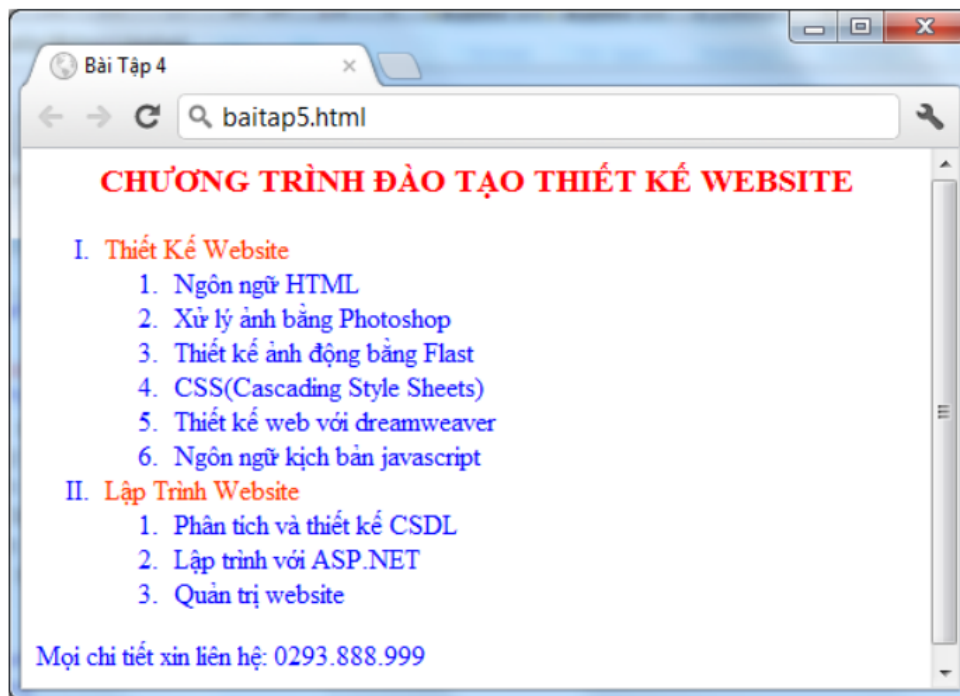 Bài Tập 4
baitap5.html
CHƯƠNG TRÌNH ĐÀO TẠO THIẾT KẾ WEBSITE
I. Thiết Kế Website
1. Ngôn ngữ HTML
2. Xử lý ảnh bằng Photoshop
3. Thiết kế ảnh động bằng Flast
4. CSS(Cascading Style Sheets)
5. Thiết kế web với dreamweaver
6. Ngôn ngữ kịch bản javascript
II. Lập Trình Website
1. Phân tích và thiết kế CSDL
2. Lập trình với ASP.NET
3. Quản trị website
Mọi chi tiết xin liên hệ: 0293.888.999